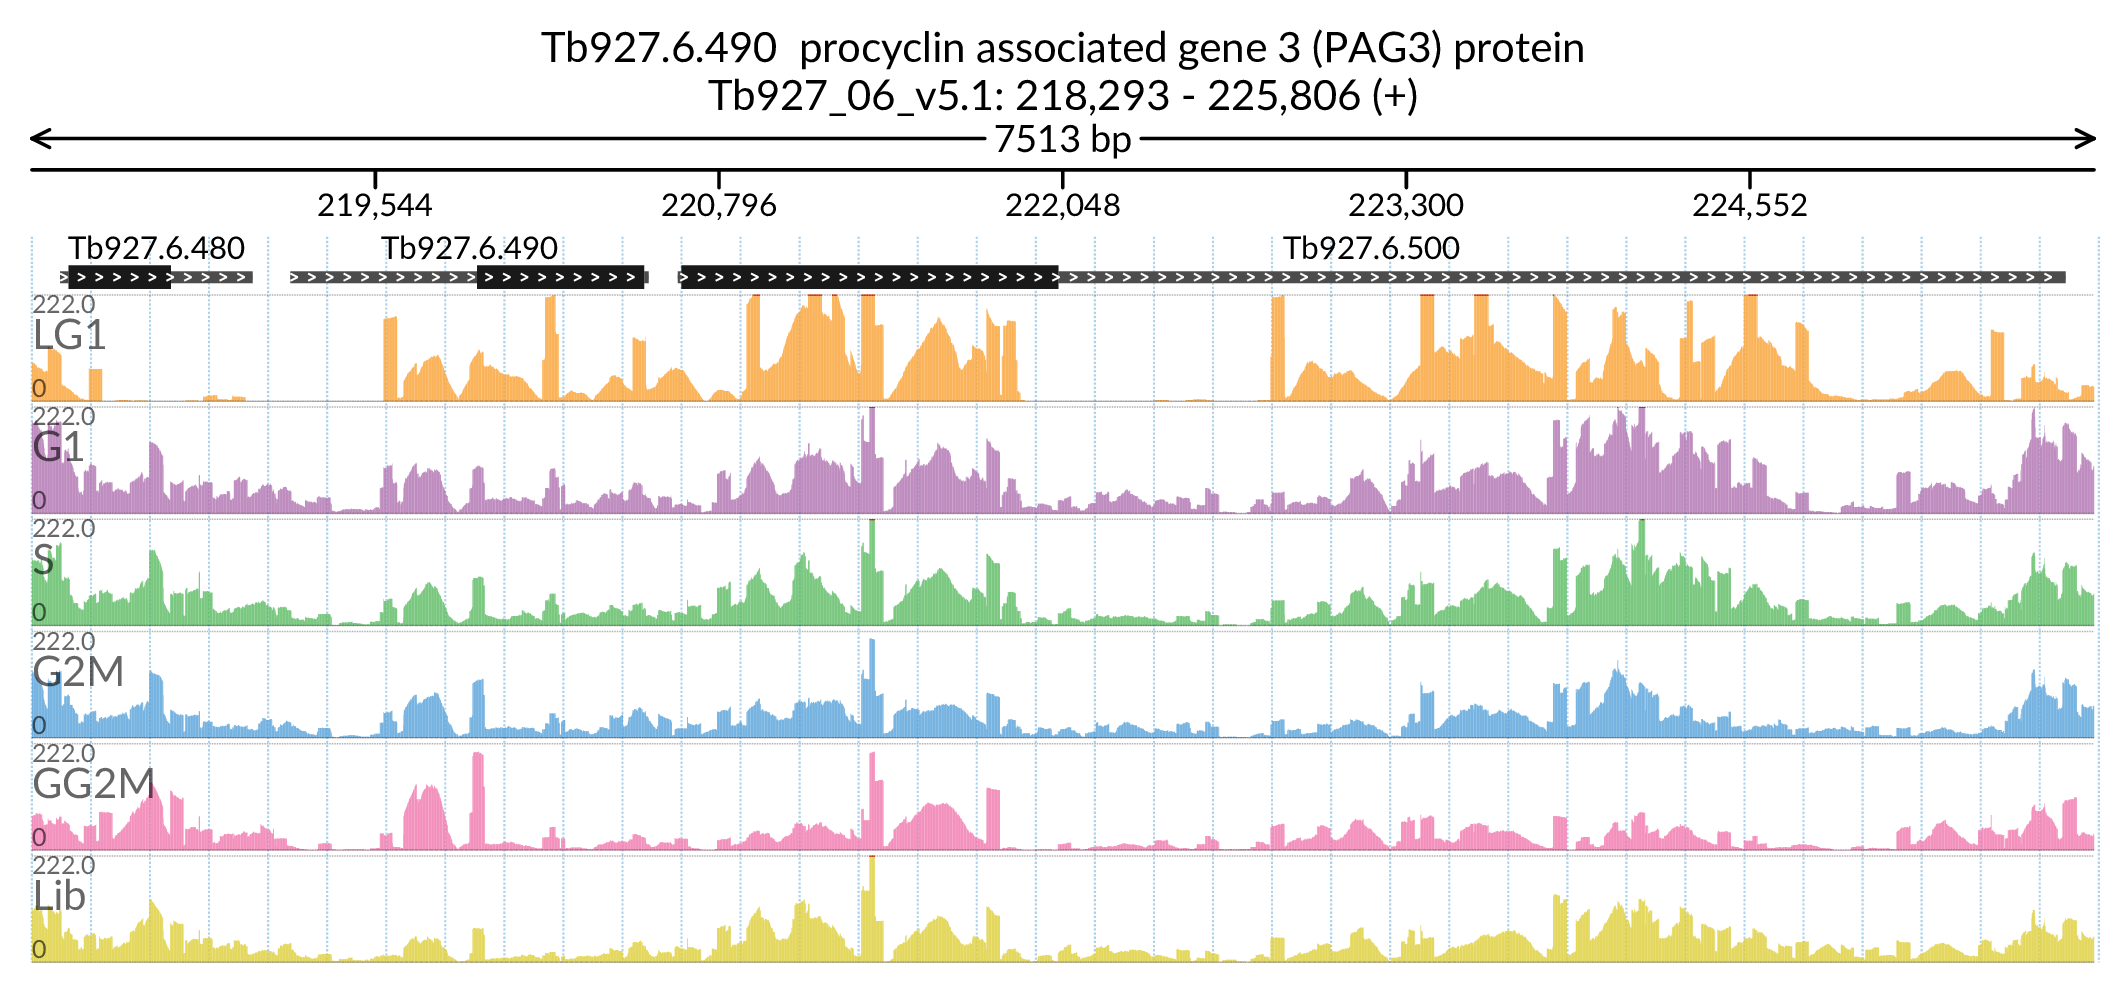 Tb927.6.490 procyclin associated gene 3 (PAG3) protein
Tb927_06_v5.1: 218,293 - 225,806 (+)
7513 bp
219,544 220,796 222,048 223,300 224,552
Tb927.6.480 Tb927.6.490 Tb927.6.500
222.0
LG1
0
222.0
G1
0
222.0
S
0
222.0
G2M
0
222.0
GG2M
0
222.0
Lib
0